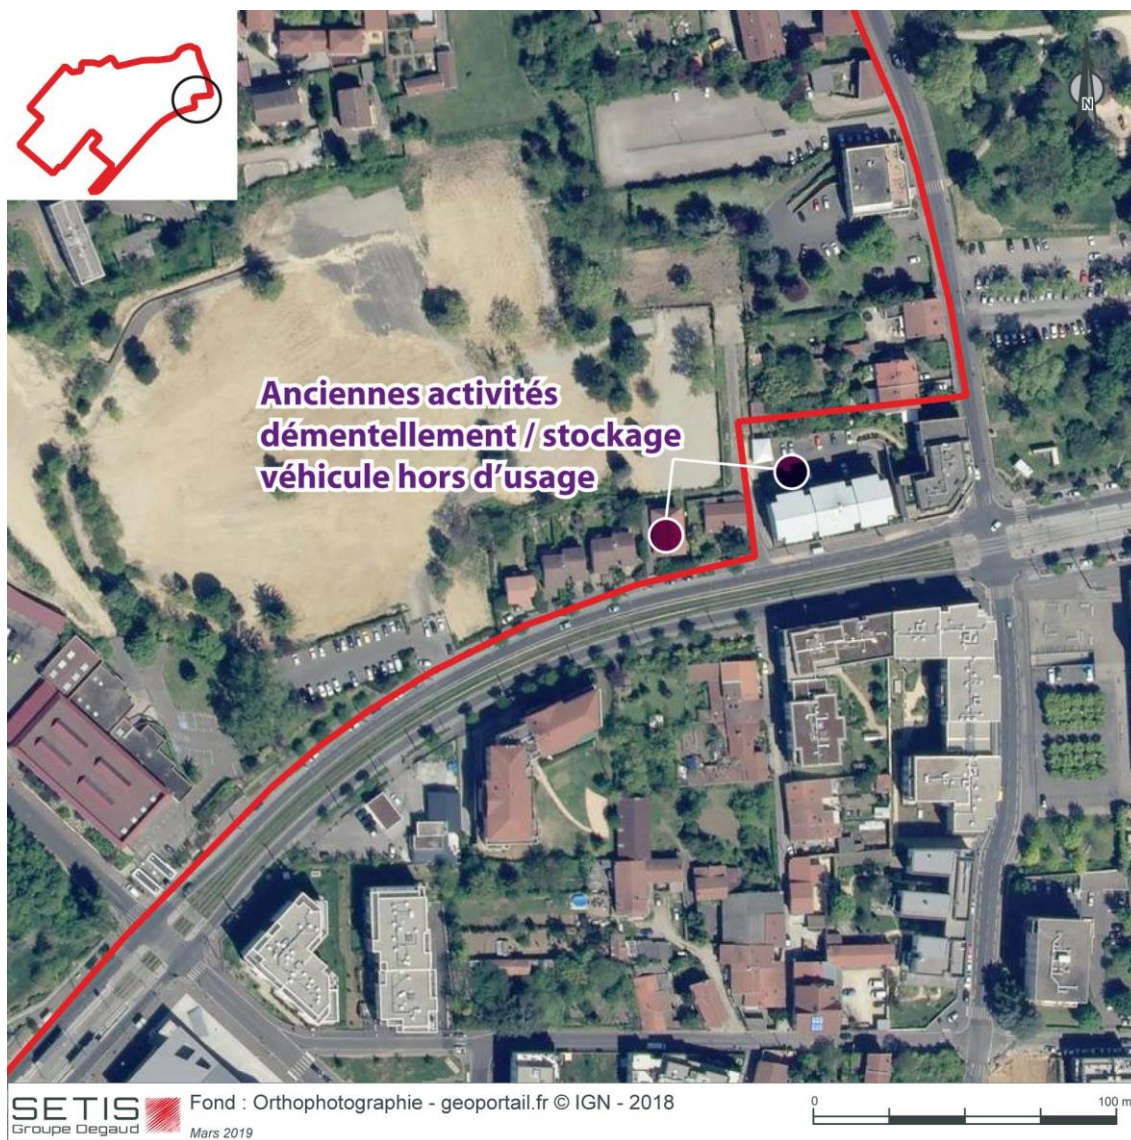 N
Anciennes activités
démentellement / stockage
véhicule hors d'usage
SETIS
Groupe Degaud
Fond : Orthophotographie - geoportail.fr © IGN - 2018
Mars 2019
0
100 m